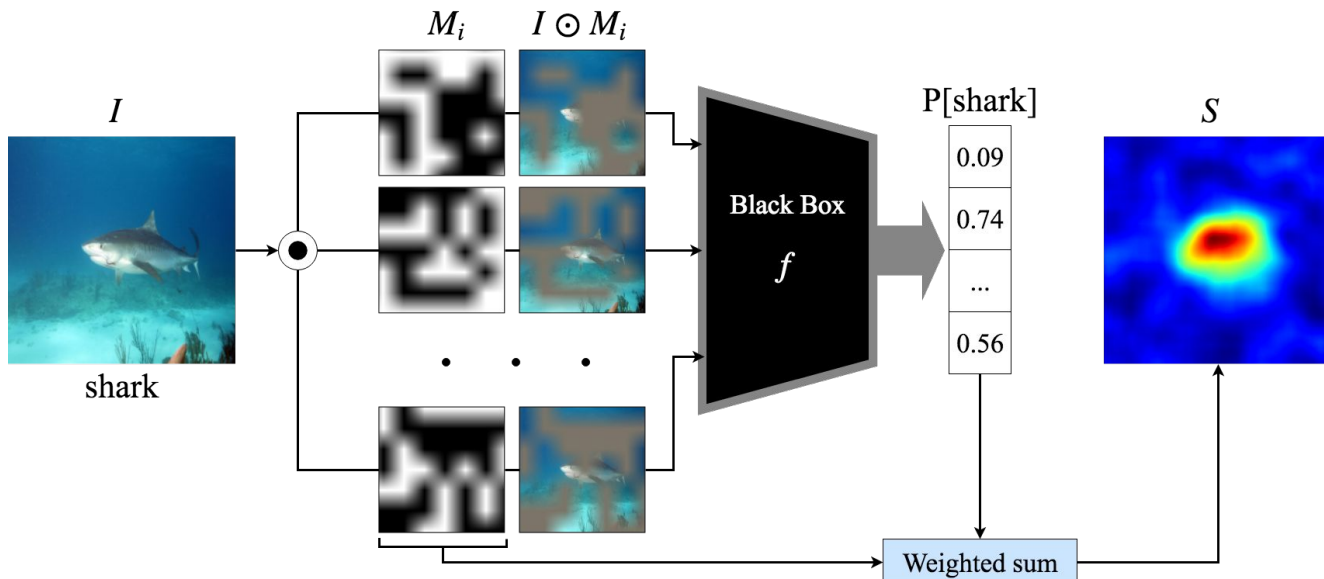 I
shark
M_i
I ⊙ M_i
Black Box
f
P[shark]
0.09
0.74
...
0.56
S
Weighted sum